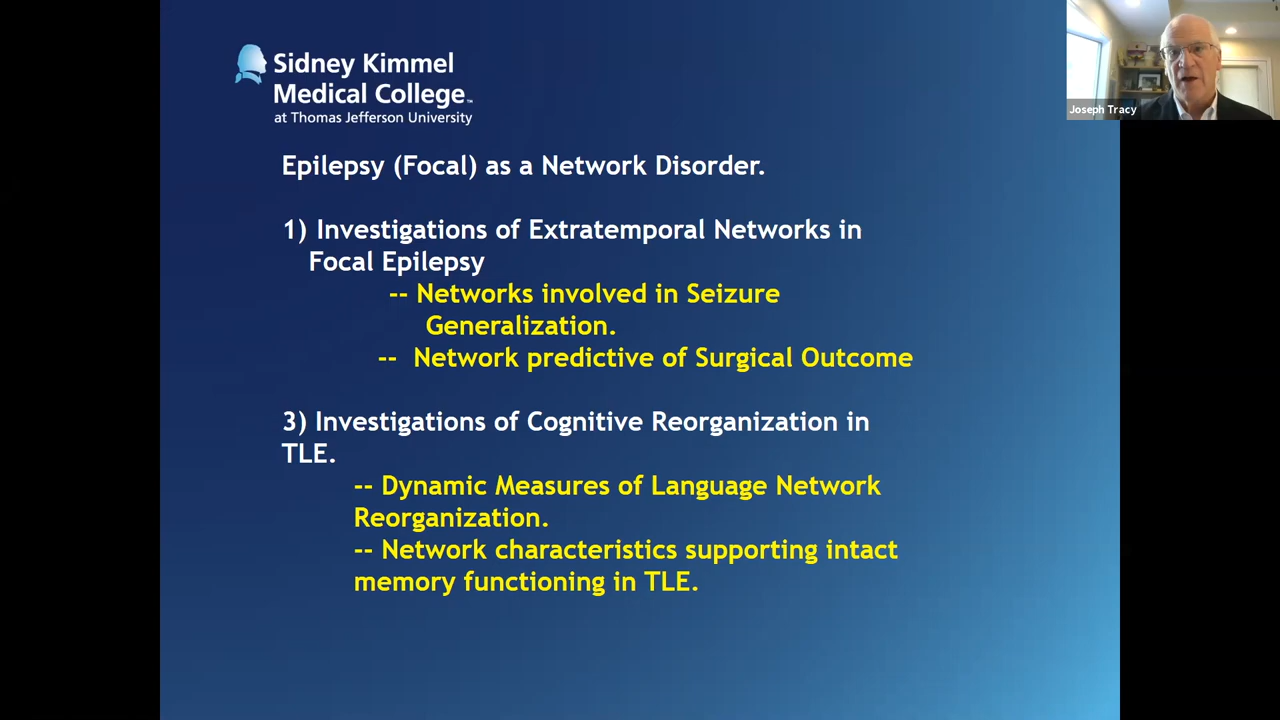 Sidney Kimmel
Medical College™
at Thomas Jefferson University
Joseph Tracy
Epilepsy (Focal) as a Network Disorder.
1) Investigations of Extratemporal Networks in
Focal Epilepsy
-- Networks involved in Seizure
Generalization.
-- Network predictive of Surgical Outcome
3) Investigations of Cognitive Reorganization in
TLE.
-- Dynamic Measures of Language Network
Reorganization.
-- Network characteristics supporting intact
memory functioning in TLE.